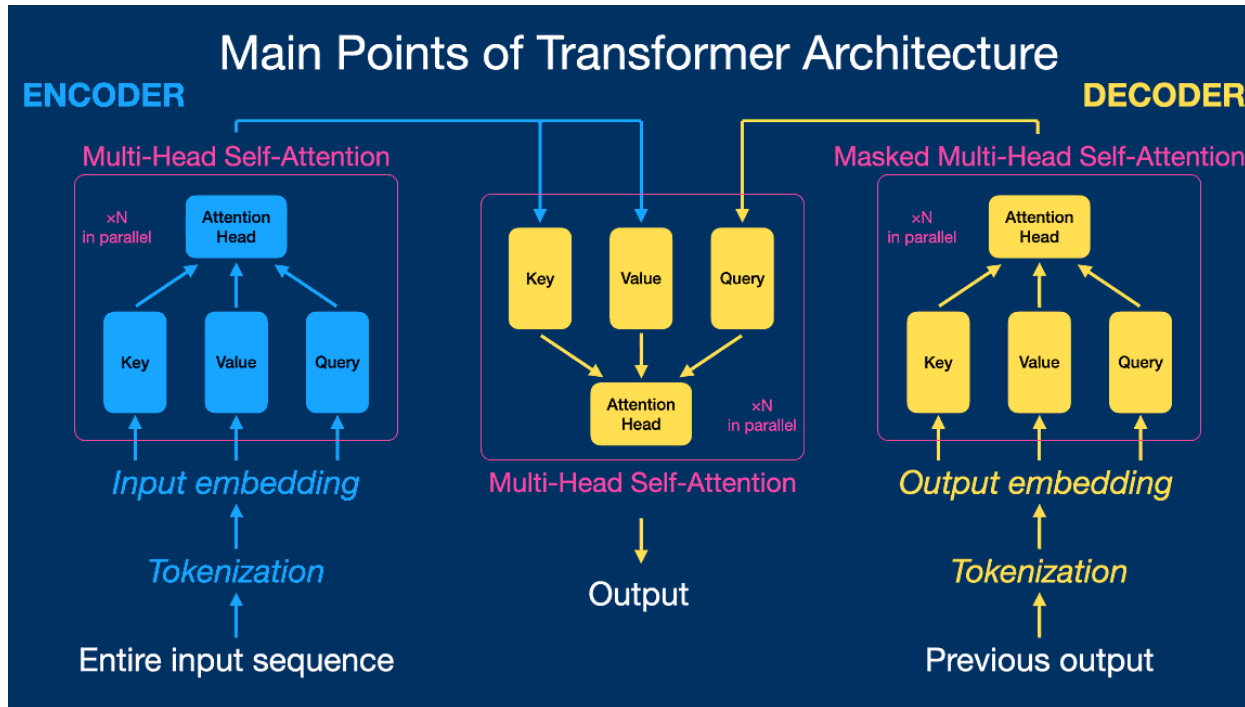 Main Points of Transformer Architecture
ENCODER
DECODER
Multi-Head Self-Attention
×N
in parallel
Attention
Head
Key
Value
Query
Input embedding
Tokenization
Entire input sequence
Key
Value
Query
Attention
Head
×N
in parallel
Multi-Head Self-Attention
Output
Masked Multi-Head Self-Attention
×N
in parallel
Attention
Head
Key
Value
Query
Output embedding
Tokenization
Previous output